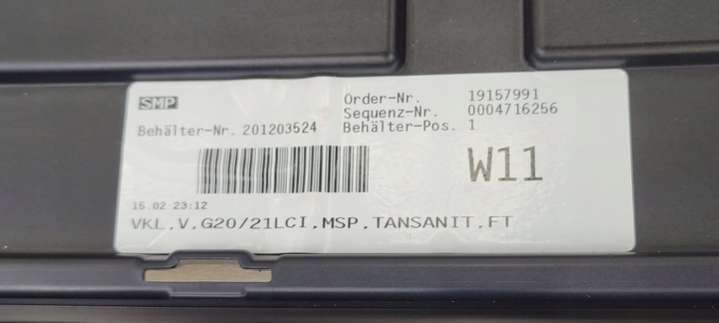 SMP
Order-Nr. 19157991
Sequenz-Nr. 0004716256
Behälter-Nr. 201203524 Behälter-Pos. 1
W11
15.02 23:12
VKL.V.G20/21LCI.MSP.TANSANIT.FT